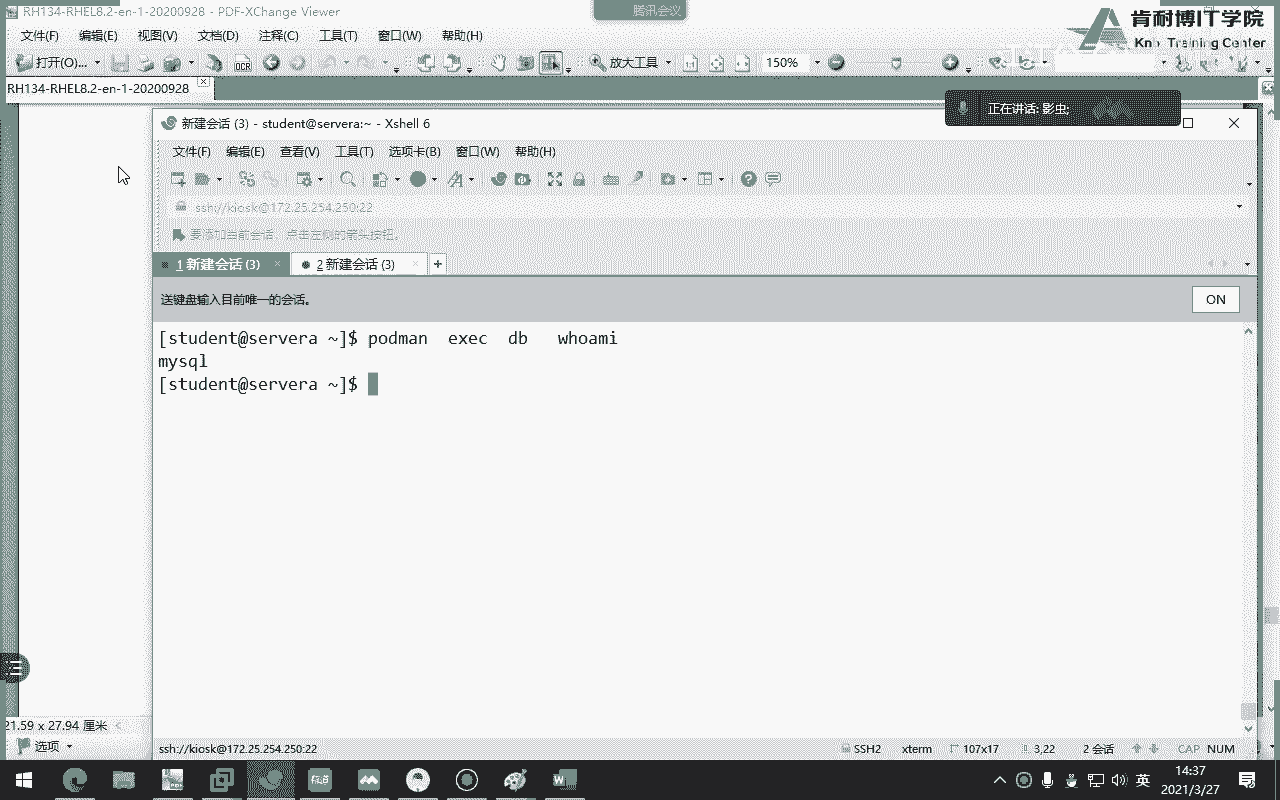 RH134-RHEL8.2-en-1-20200928 - PDF-XChange Viewer
腾讯会议
肯耐博IT学院
Training Center
文件(F) 编辑(E) 视图(V) 文档(D) 注释(C) 工具(T) 窗口(W) 帮助(H)
打开(O)... OCR 放大工具 150%
RH134-RHEL8.2-en-1-20200928
正在讲话: 影虫;
新建会话 (3) - student@servera:~ - Xshell 6
文件(F) 编辑(E) 查看(V) 工具(T) 选项卡(B) 窗口(W) 帮助(H)
ssh://kiosk@172.25.254.250:22
要添加当前会话，点击左侧的箭头按钮。
1 新建会话 (3) × 2 新建会话 (3) × +
送键盘输入目前唯一的会话。 ON
[student@servera ~]$ podman exec db whoami
mysql
[student@servera ~]$
21.59 x 27.94 厘米
选项
ssh://kiosk@172.25.254.250:22 SSH2 xterm 107x17 3,22 2 会话 CAP NUM
英 14:37
2021/3/27